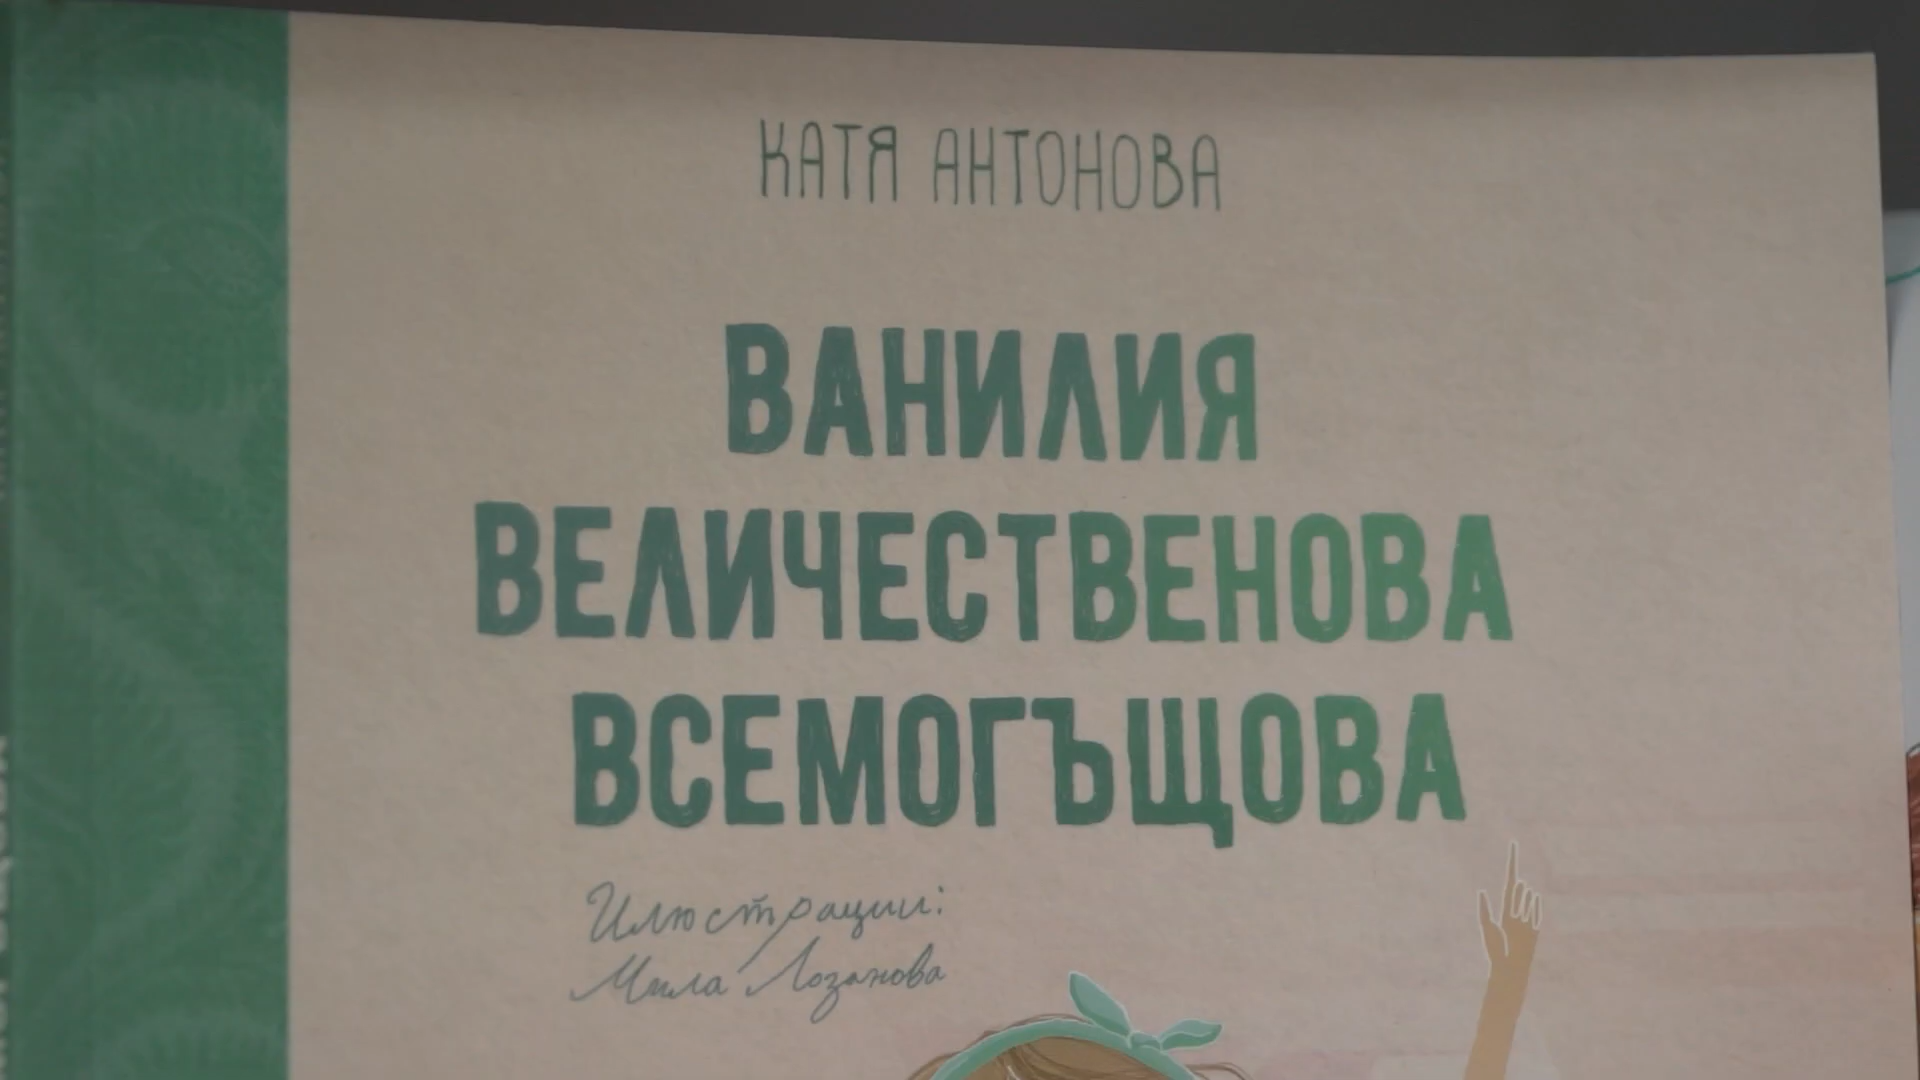 КАТЯ АНТОНОВА
ВАНИЛИЯ
ВЕЛИЧЕСТВЕНОВА
ВСЕМОГЪЩОВА
Илюстрации:
Мила Лозанова